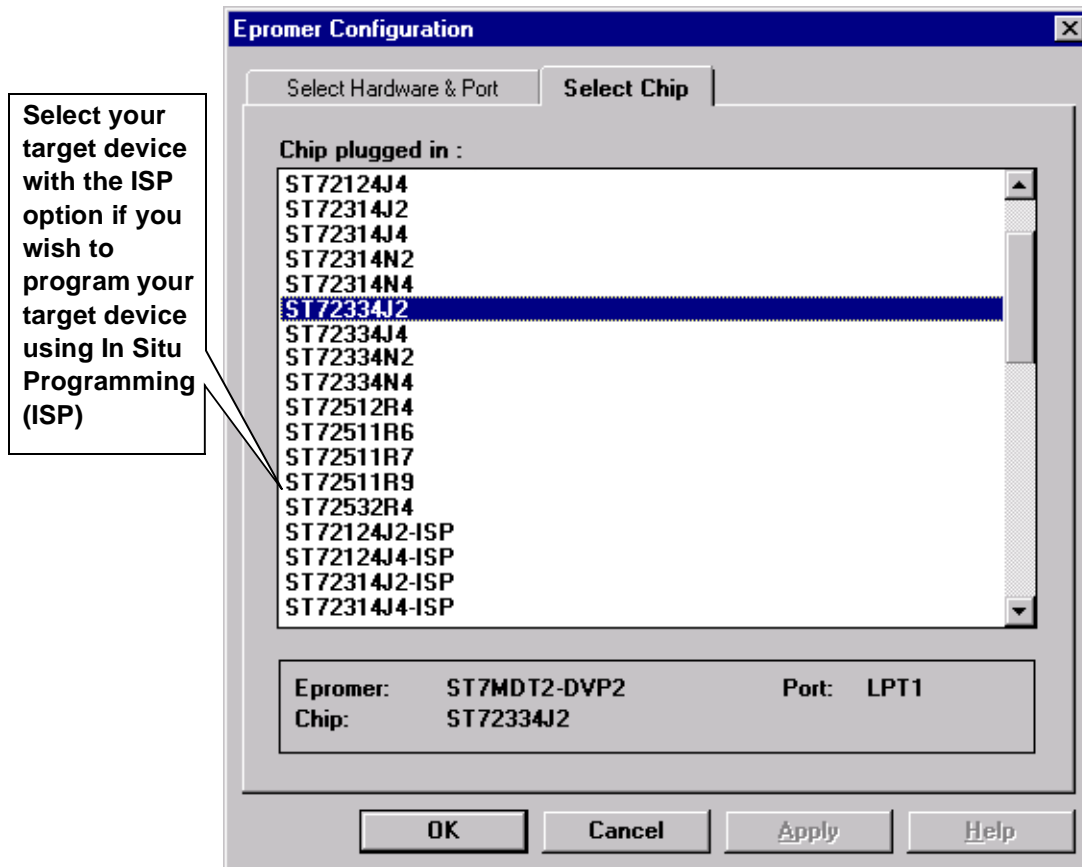 Epromer Configuration
Select Hardware & Port
Select Chip
Select your
target device
with the ISP
option if you
wish to
program your
target device
using In Situ
Programming
(ISP)
Chip plugged in :
ST72124J4
ST72314J2
ST72314J4
ST72314N2
ST72314N4
ST72334J2
ST72334J4
ST72334N2
ST72334N4
ST72512R4
ST72511R6
ST72511R7
ST72511R9
ST72532R4
ST72124J2-ISP
ST72124J4-ISP
ST72314J2-ISP
ST72314J4-ISP
Epromer: ST7MDT2-DVP2 Port: LPT1
Chip: ST72334J2
OK Cancel Apply Help